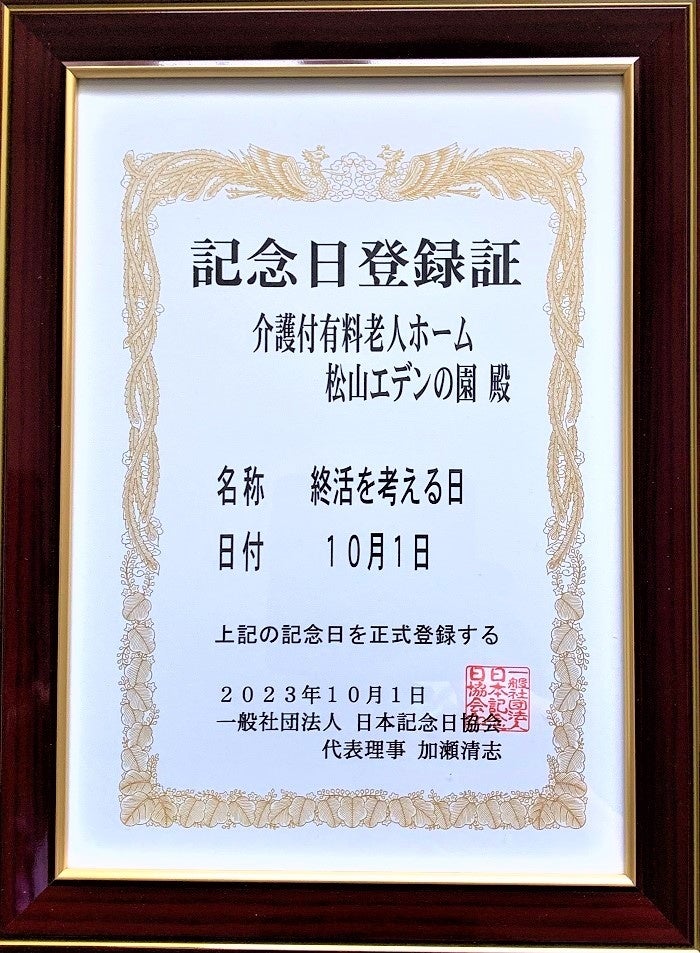 記念日登録証
介護付有料老人ホーム
松山エデンの園 殿
名称 終活を考える日
日付 １０月１日
上記の記念日を正式登録する
２０２３年１０月１日
一般社団法人 日本記念日協会
代表理事 加瀬清志
一般社団法人
日本記念
日協会